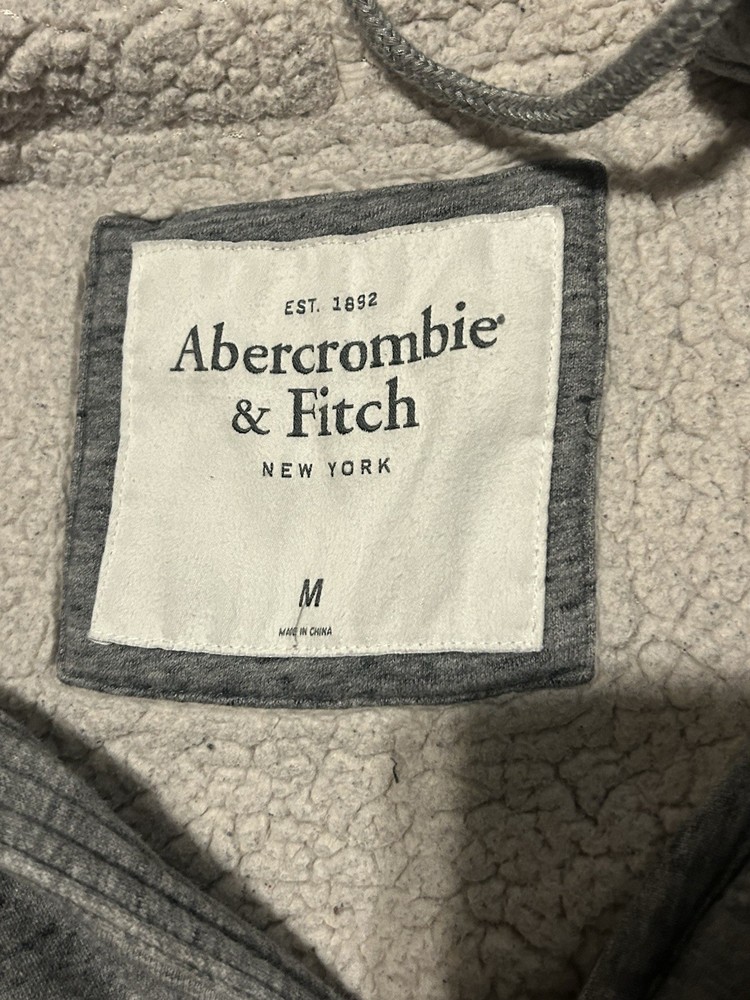 EST. 1892
Abercrombie
& Fitch
NEW YORK
M
MADE IN CHINA